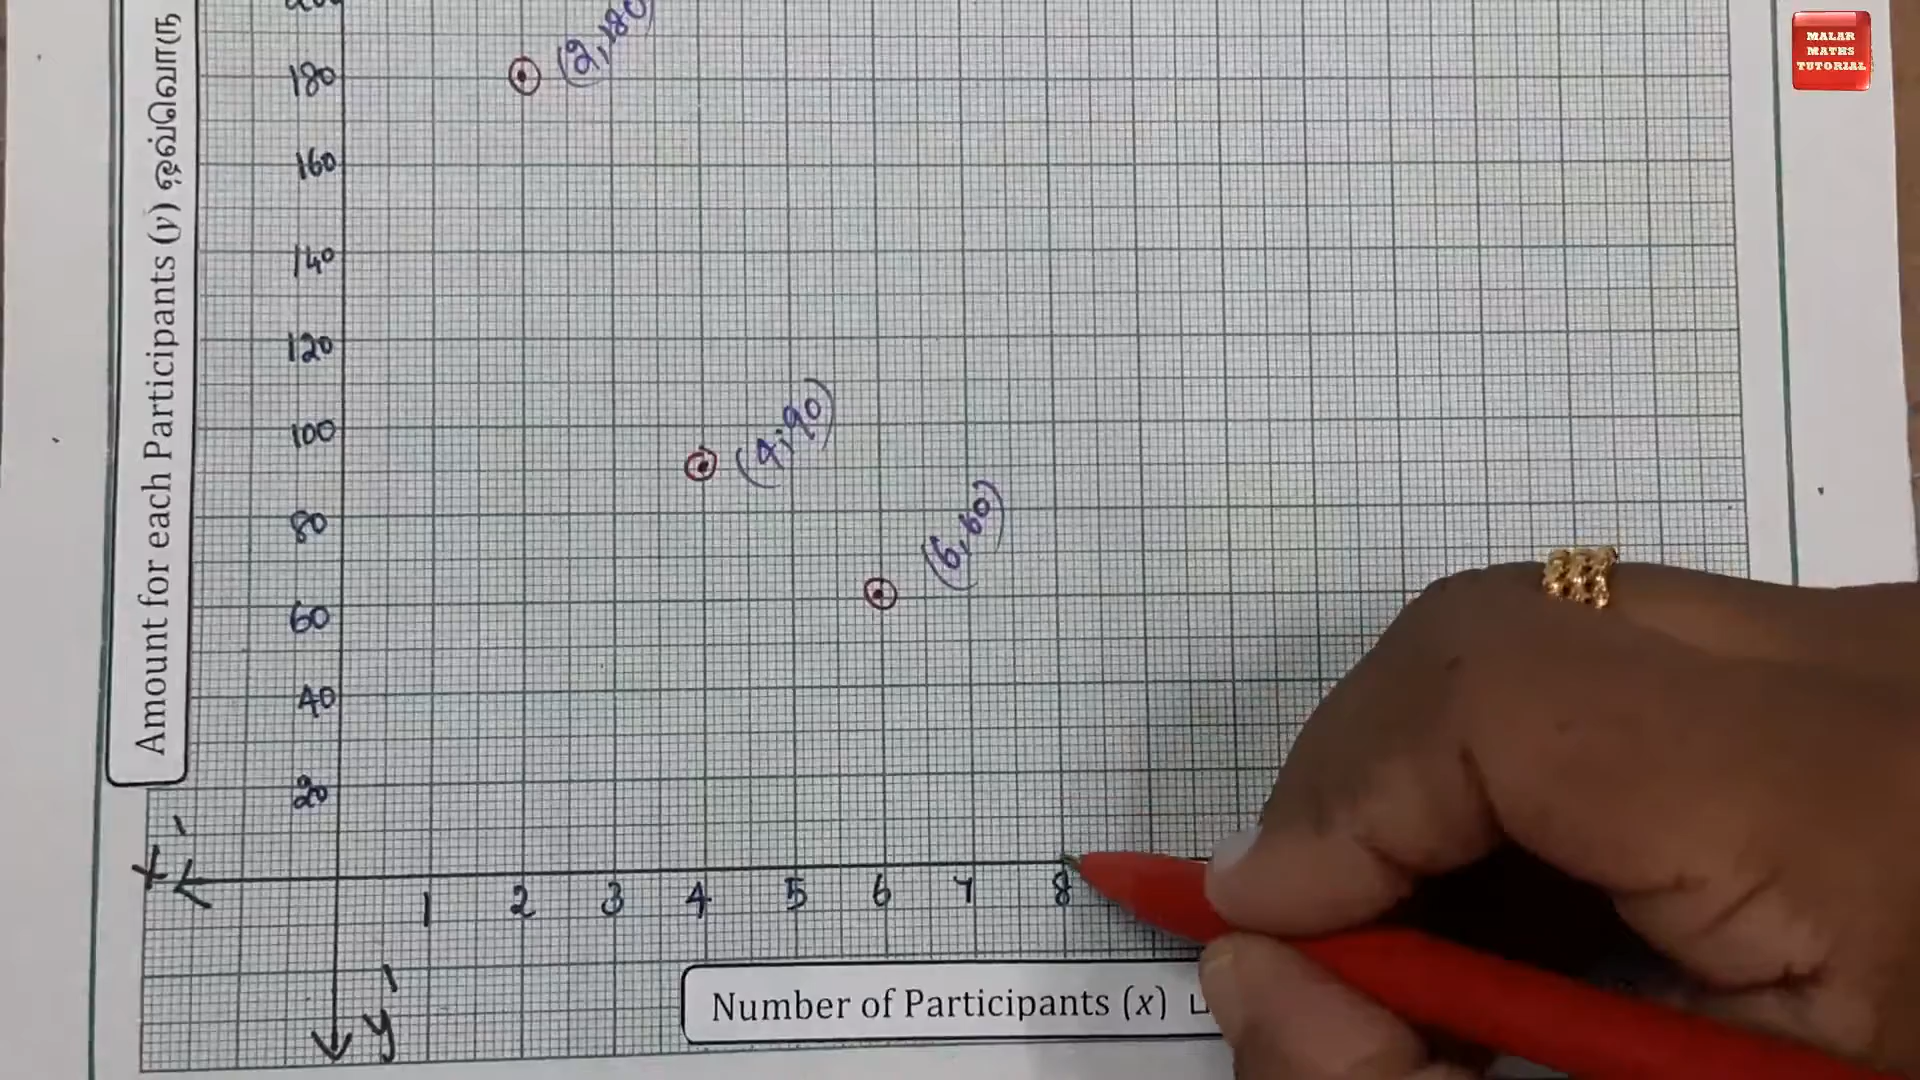 MALAR
MATHS
TUTORIAL
Amount for each Participants (y) ஒவ்வொரு
(2,180)
180
160
140
120
100
(4,90)
80
(6,60)
60
40
20
x'
1 2 3 4 5 6 7 8
y'
Number of Participants (x)